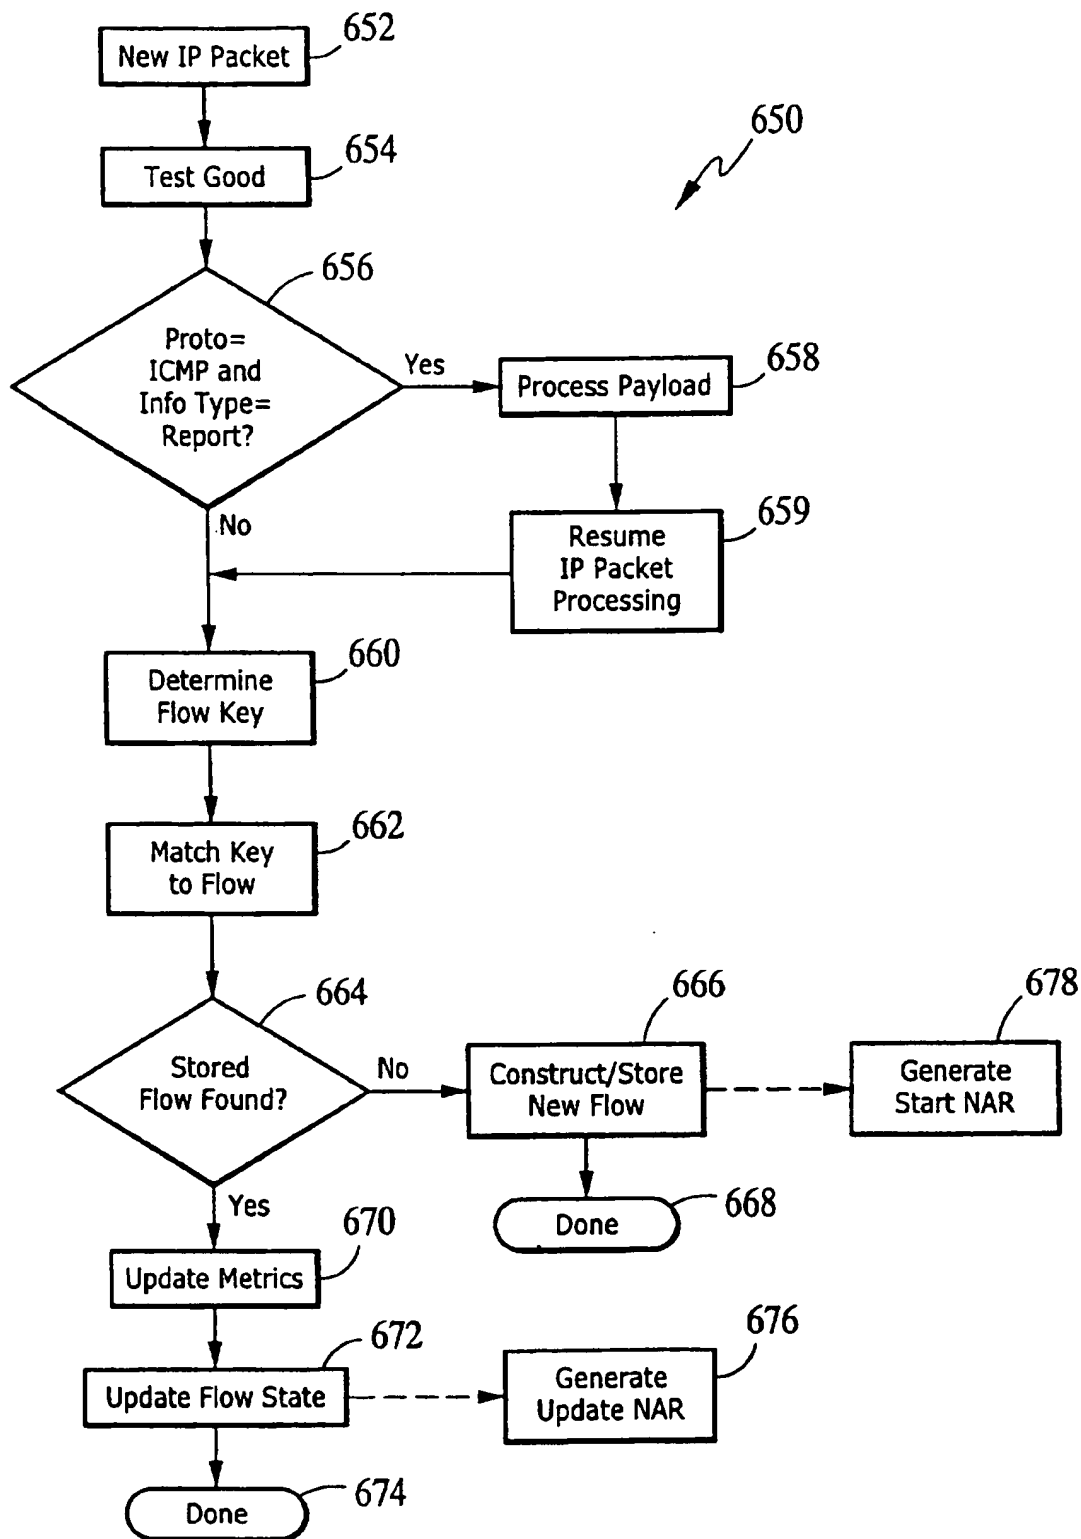 652
New IP Packet
654
Test Good
650
656
Proto=
ICMP and
Info Type=
Report?
Yes
658
Process Payload
No
659
Resume
IP Packet
Processing
660
Determine
Flow Key
662
Match Key
to Flow
664
Stored
Flow Found?
No
666
Construct/Store
New Flow
678
Generate
Start NAR
Yes
668
Done
670
Update Metrics
672
Update Flow State
676
Generate
Update NAR
674
Done